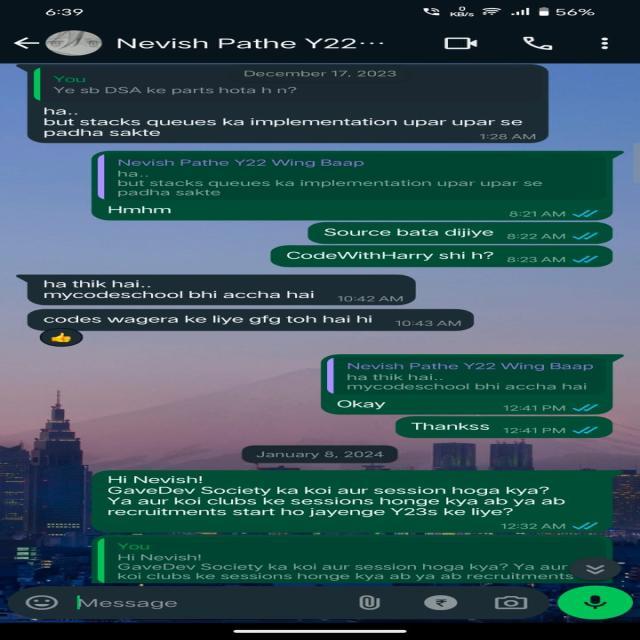 6:39
0
KB/s
56%
Nevish Pathe Y22···
December 17, 2023
You
Ye sb DSA ke parts hota h n?
ha..
but stacks queues ka implementation upar upar se
padha sakte
1:28 AM
Nevish Pathe Y22 Wing Baap
ha..
but stacks queues ka implementation upar upar se
padha sakte
Hmhm
8:21 AM
Source bata dijiye 8:22 AM
CodeWithHarry shi h? 8:23 AM
ha thik hai..
mycodeschool bhi accha hai 10:42 AM
codes wagera ke liye gfg toh hai hi 10:43 AM
Nevish Pathe Y22 Wing Baap
ha thik hai..
mycodeschool bhi accha hai
Okay 12:41 PM
Thankss 12:41 PM
January 8, 2024
Hi Nevish!
GaveDev Society ka koi aur session hoga kya?
Ya aur koi clubs ke sessions honge kya ab ya ab
recruitments start ho jayenge Y23s ke liye?
12:32 AM
You
Hi Nevish!
GaveDev Society ka koi aur session hoga kya? Ya aur
koi clubs ke sessions honge kya ab ya ab recruitments
Message